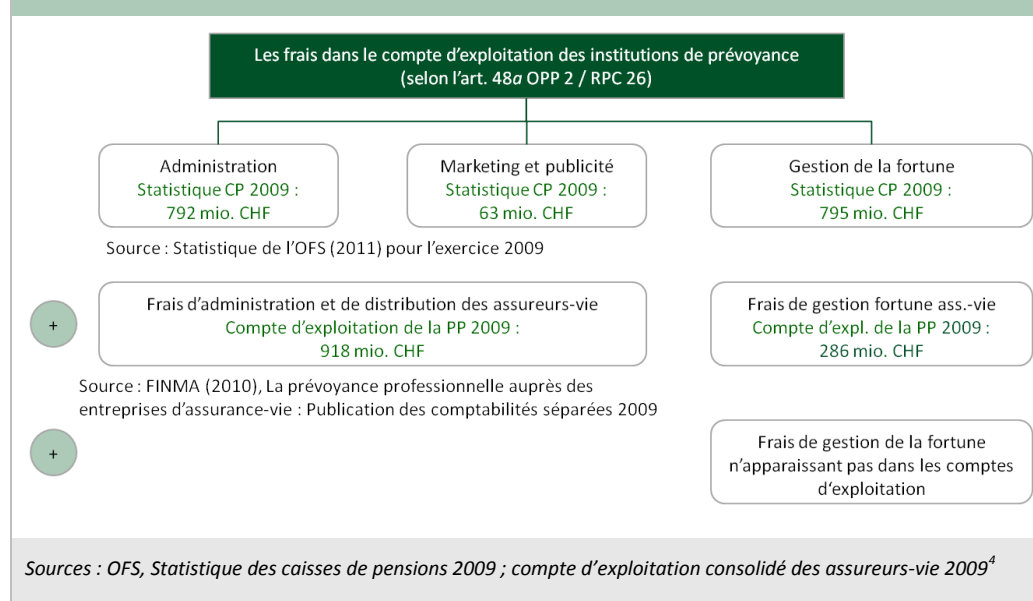 Les frais dans le compte d'exploitation des institutions de prévoyance
(selon l'art. 48a OPP 2 / RPC 26)
Administration
Statistique CP 2009 :
792 mio. CHF
Marketing et publicité
Statistique CP 2009 :
63 mio. CHF
Gestion de la fortune
Statistique CP 2009 :
795 mio. CHF
Source : Statistique de l'OFS (2011) pour l'exercice 2009
+
Frais d'administration et de distribution des assureurs-vie
Compte d'exploitation de la PP 2009 :
918 mio. CHF
Frais de gestion fortune ass.-vie
Compte d'expl. de la PP 2009 :
286 mio. CHF
Source : FINMA (2010), La prévoyance professionnelle auprès des
entreprises d'assurance-vie : Publication des comptabilités séparées 2009
+
Frais de gestion de la fortune
n'apparaissant pas dans les comptes
d'exploitation
Sources : OFS, Statistique des caisses de pensions 2009 ; compte d'exploitation consolidé des assureurs-vie 2009⁴